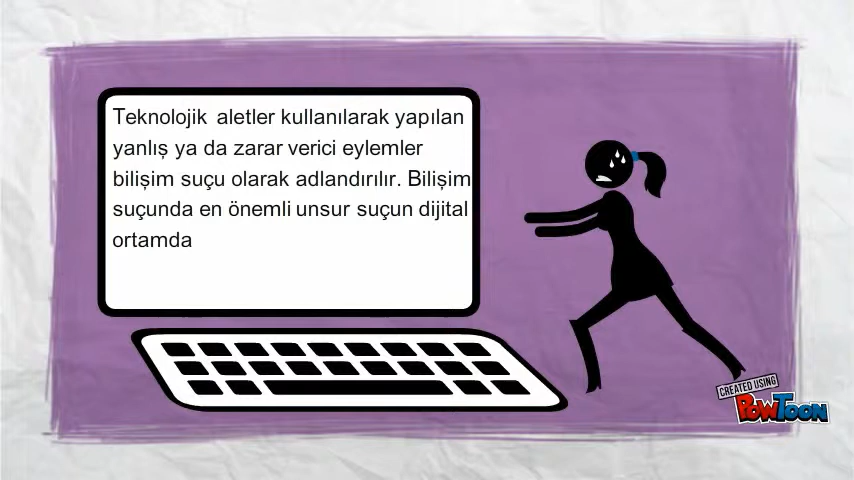 Teknolojik aletler kullanılarak yapılan
yanlış ya da zarar verici eylemler
bilişim suçu olarak adlandırılır. Bilişim
suçunda en önemli unsur suçun dijital
ortamda
CREATED USING
POWTOON